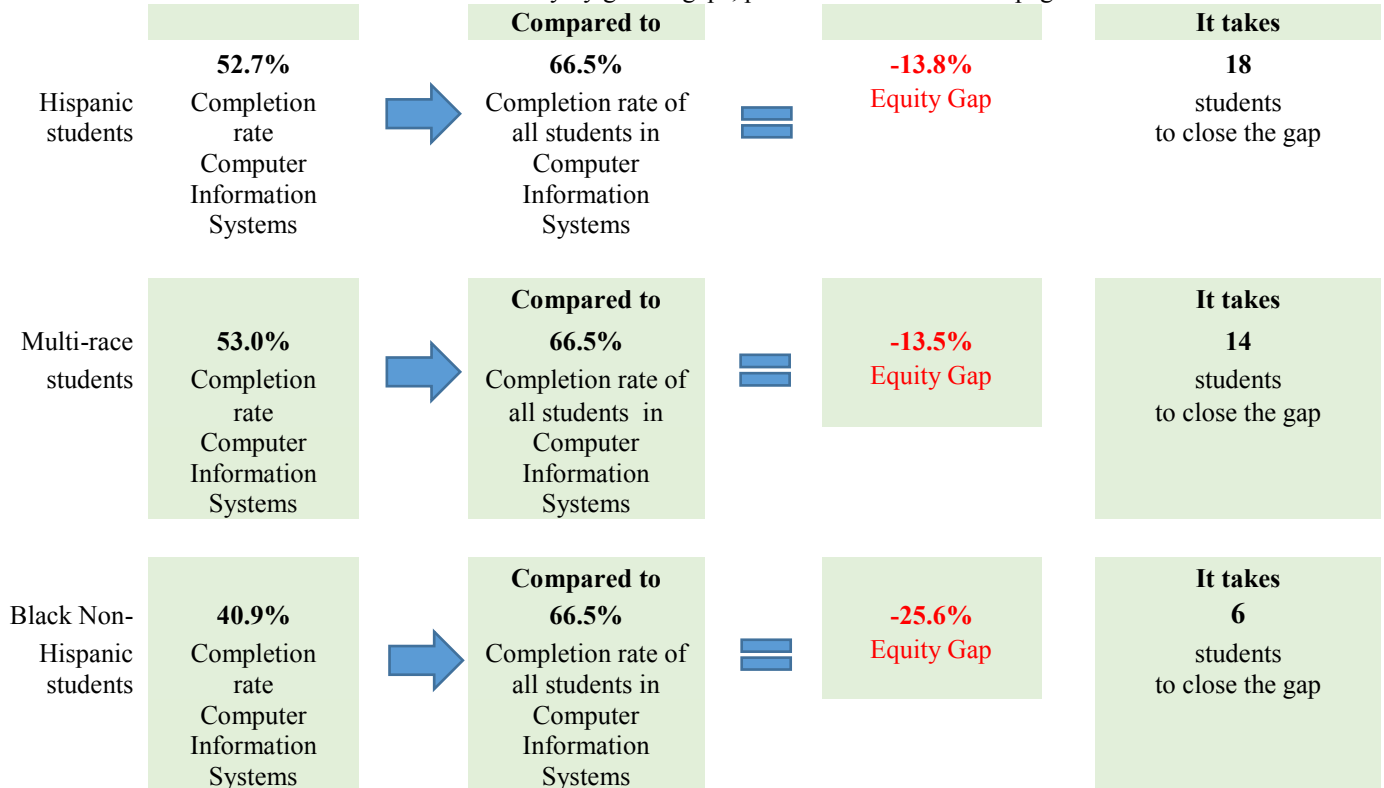 Compared to
It takes
Hispanic
students
52.7%
Completion
rate
Computer
Information
Systems
66.5%
Completion rate of
all students in
Computer
Information
Systems
-13.8%
Equity Gap
18
students
to close the gap
Compared to
It takes
Multi-race
students
53.0%
Completion
rate
Computer
Information
Systems
66.5%
Completion rate of
all students in
Computer
Information
Systems
-13.5%
Equity Gap
14
students
to close the gap
Compared to
It takes
Black Non-
Hispanic
students
40.9%
Completion
rate
Computer
Information
Systems
66.5%
Completion rate of
all students in
Computer
Information
Systems
-25.6%
Equity Gap
6
students
to close the gap